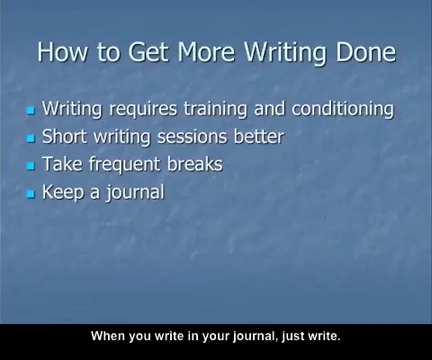 How to Get More Writing Done
Writing requires training and conditioning
Short writing sessions better
Take frequent breaks
Keep a journal
When you write in your journal, just write.